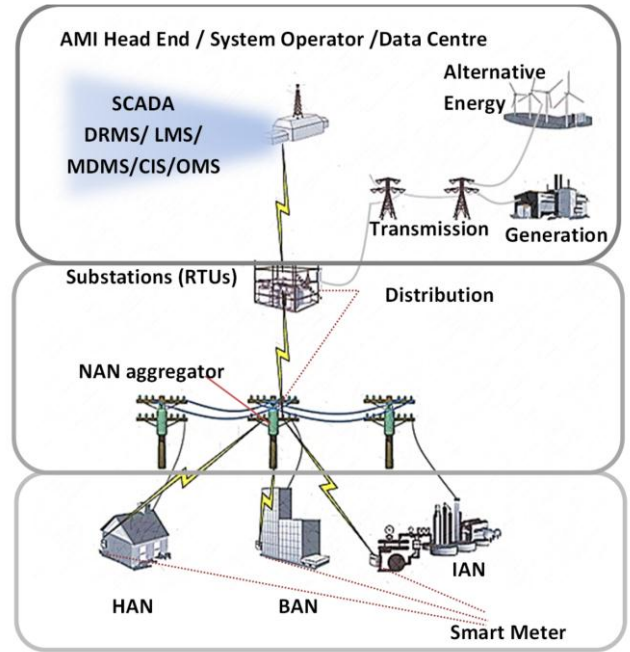 AMI Head End / System Operator /Data Centre
Alternative
Energy
SCADA
DRMS/ LMS/
MDMS/CIS/OMS
Transmission
Generation
Substations (RTUs)
Distribution
NAN aggregator
IAN
HAN
BAN
Smart Meter